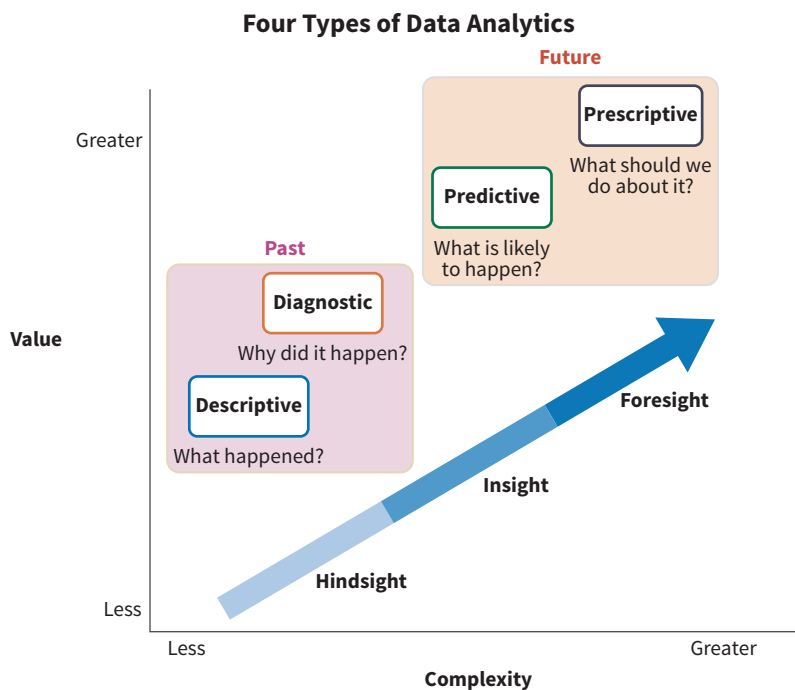 Four Types of Data Analytics
Future
Greater
Prescriptive
What should we
do about it?
Predictive
What is likely
to happen?
Past
Diagnostic
Why did it happen?
Value
Descriptive
What happened?
Foresight
Insight
Hindsight
Less
Less
Greater
Complexity